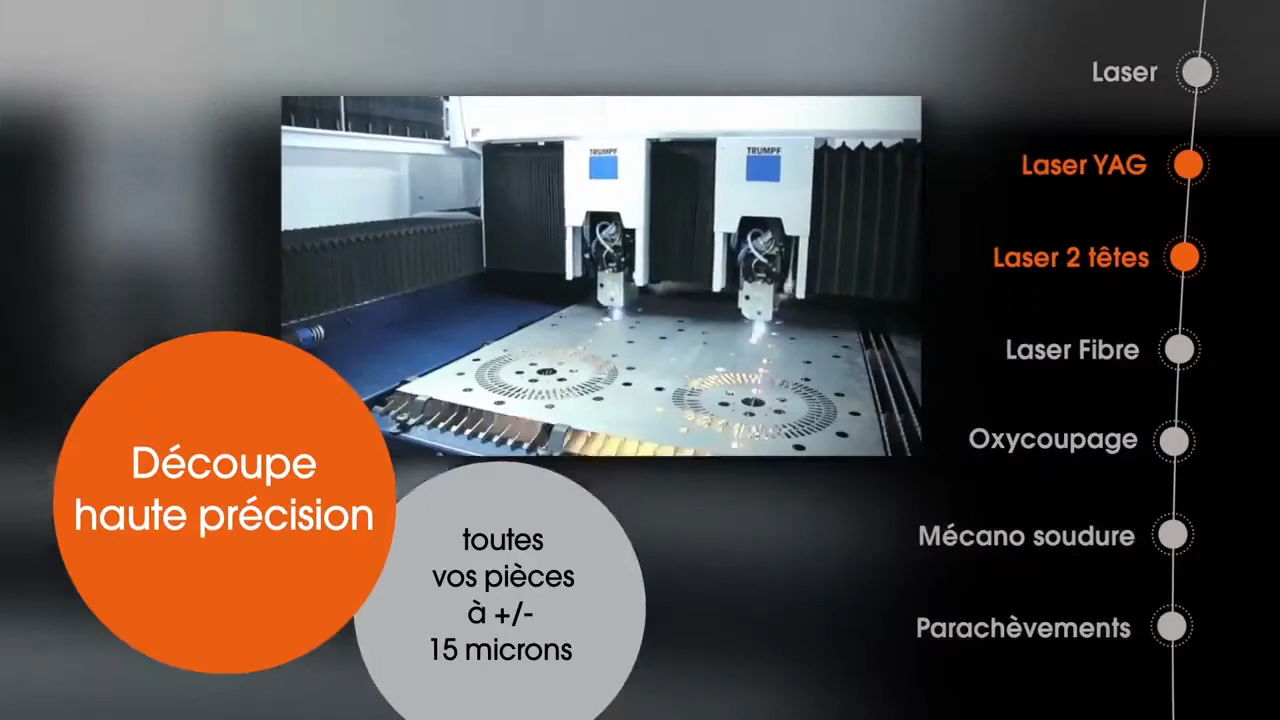 Laser
TRUMPF
TRUMPF
Laser YAG
Laser 2 têtes
Laser Fibre
Oxycoupage
Découpe
haute précision
Mécano soudure
toutes
vos pièces
à +/-
15 microns
Parachèvements